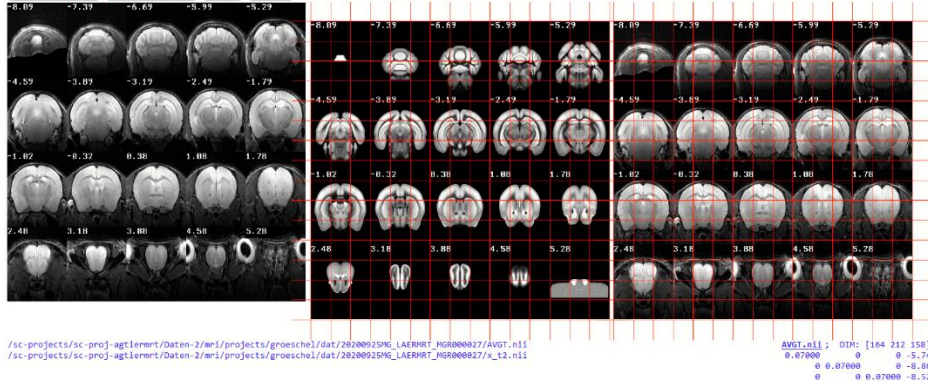 -8.09 -7.39 -6.69 -5.99 -5.29
-4.59 -3.89 -3.19 -2.49 -1.79
-1.02 -0.32 0.38 1.08 1.78
2.48 3.18 3.88 4.58 5.28
-8.09 -7.39 -6.69 -5.99 -5.29
-4.59 -3.89 -3.19 -2.49 -1.79
-1.02 -0.32 0.38 1.08 1.78
2.48 3.18 3.88 4.58 5.28
-8.09 -7.39 -6.69 -5.99 -5.29
-4.59 -3.89 -3.19 -2.49 -1.79
-1.02 -0.32 0.38 1.08 1.78
2.48 3.18 3.88 4.58 5.28
/sc-projects/sc-proj-agtiermrt/Daten-2/mri/projects/groeschel/dat/20200925MG_LAERMRT_MGR000027/AVGT.nii
/sc-projects/sc-proj-agtiermrt/Daten-2/mri/projects/groeschel/dat/20200925MG_LAERMRT_MGR000027/x_t2.nii
AVGT.nii; DIM: [164 212 158]
0.07000 0 0
0 0.07000 0
0 0 0.07000